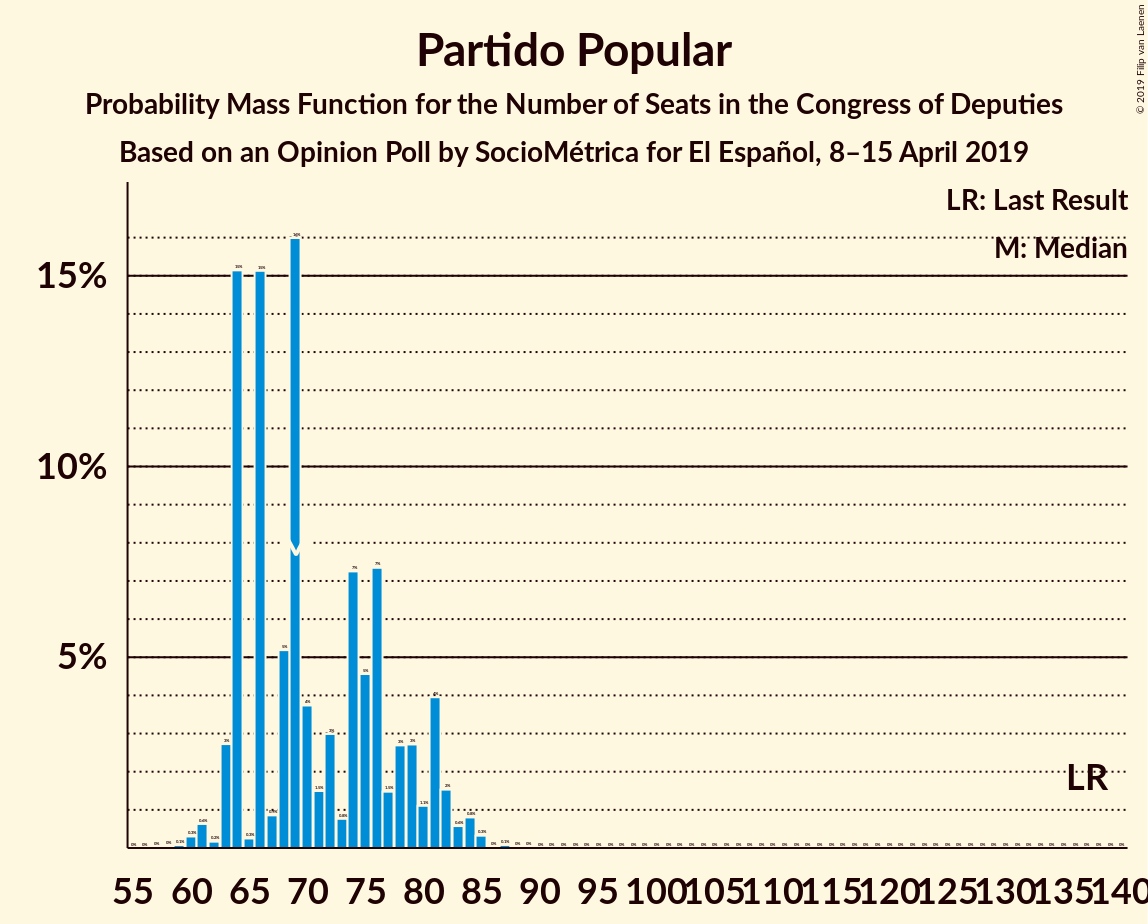 Partido Popular
Probability Mass Function for the Number of Seats in the Congress of Deputies
Based on an Opinion Poll by SocioMétrica for El Español, 8–15 April 2019
© 2019 Filip van Laenen
LR: Last Result
M: Median
15%
10%
5%
LR
55 60 65 70 75 80 85 90 95 100 105 110 115 120 125 130 135 140